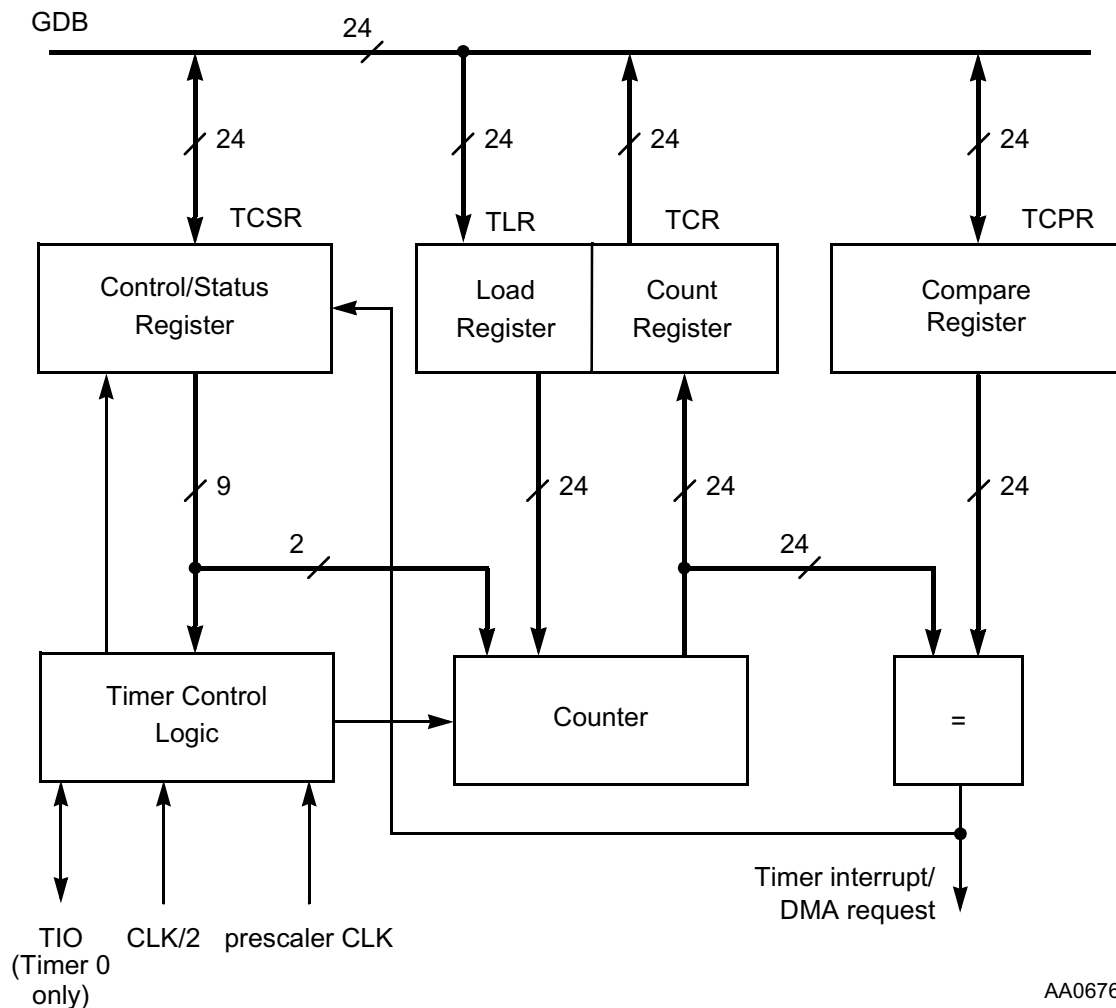 GDB
24
24
24
24
24
TCSR
TLR
TCR
TCPR
Control/Status
Register
Load
Register
Count
Register
Compare
Register
9
24
24
24
2
24
Timer Control
Logic
Counter
=
Timer interrupt/
DMA request
TIO
(Timer 0
only)
CLK/2
prescaler CLK
AA0676